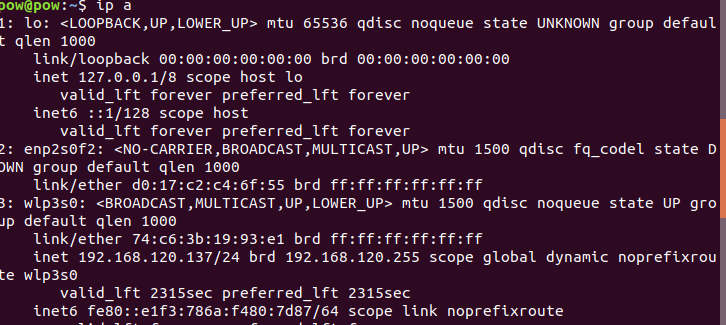 pow@pow:~$ ip a
1: lo: <LOOPBACK,UP,LOWER_UP> mtu 65536 qdisc noqueue state UNKNOWN group defaul
t qlen 1000
    link/loopback 00:00:00:00:00:00 brd 00:00:00:00:00:00
    inet 127.0.0.1/8 scope host lo
       valid_lft forever preferred_lft forever
    inet6 ::1/128 scope host
       valid_lft forever preferred_lft forever
2: enp2s0f2: <NO-CARRIER,BROADCAST,MULTICAST,UP> mtu 1500 qdisc fq_codel state D
OWN group default qlen 1000
    link/ether d0:17:c2:c4:6f:55 brd ff:ff:ff:ff:ff:ff
3: wlp3s0: <BROADCAST,MULTICAST,UP,LOWER_UP> mtu 1500 qdisc noqueue state UP gro
up default qlen 1000
    link/ether 74:c6:3b:19:93:e1 brd ff:ff:ff:ff:ff:ff
    inet 192.168.120.137/24 brd 192.168.120.255 scope global dynamic noprefixrou
te wlp3s0
       valid_lft 2315sec preferred_lft 2315sec
    inet6 fe80::e1f3:786a:f480:7d87/64 scope link noprefixroute